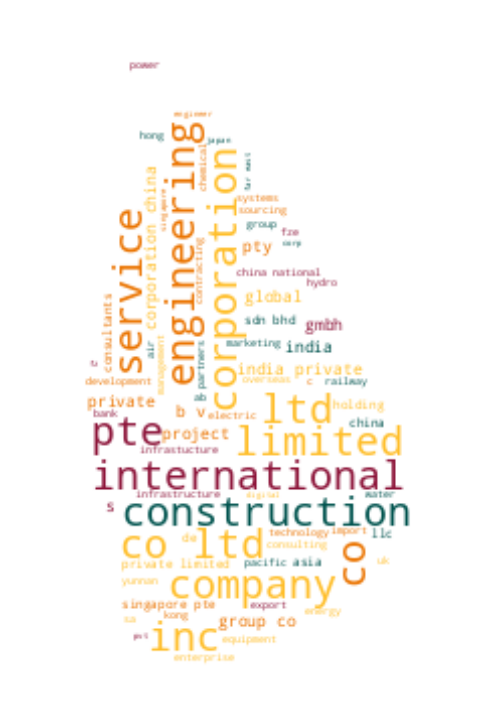 power
engineer
hong
japan
engineering
chemical
far east
corporation
corporation china
singapore
systems
sourcing
service
group
fze
corp
pty
contracting
china national
hydro
consultants
global
sdn bhd
gmbh
air
marketing
india
management
partners
e
india private
development
overseas
c
railway
private
ab
ltd
holding
bank
b v
electric
china
pte
project
limited
infrastucture
international
infrastructure
digital
water
s
construction
co ltd
de
technology
import
llc
consulting
co
private limited
pacific
asia
uk
yunnan
company
singapore pte
export
energy
sa
kong
group co
inc
equipment
enterprise